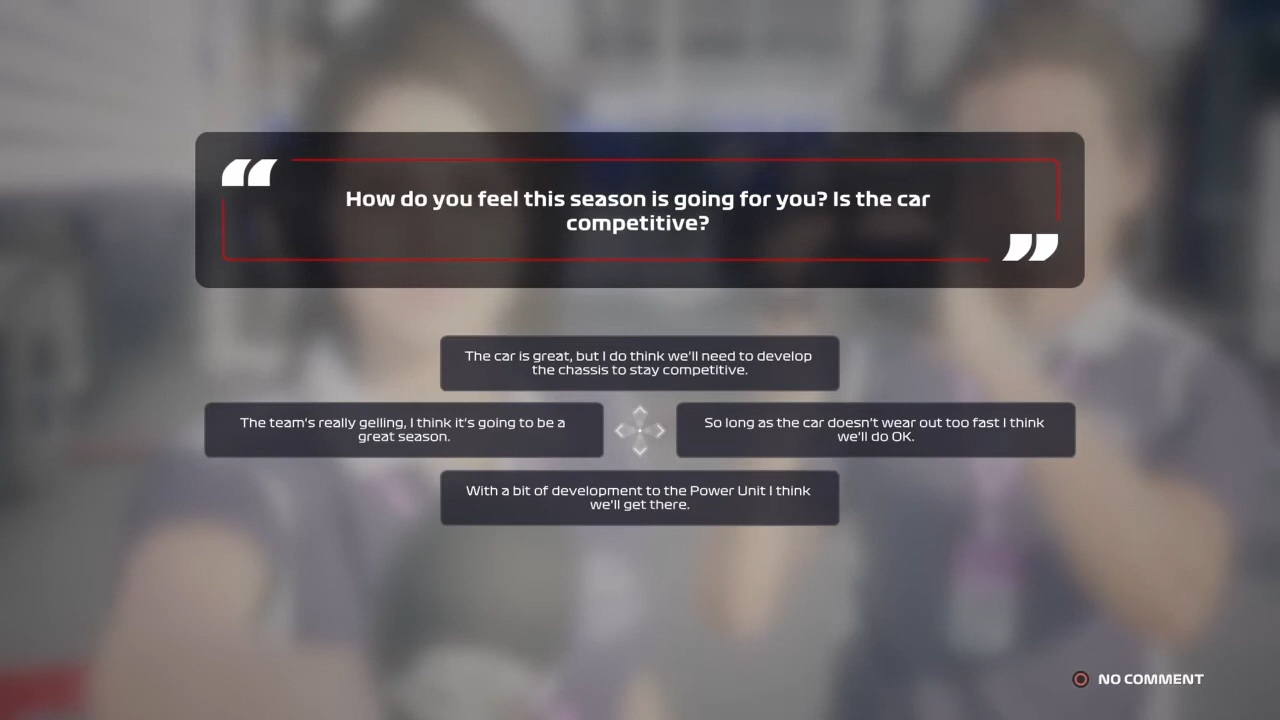 How do you feel this season is going for you? Is the car
competitive?
The car is great, but I do think we'll need to develop
the chassis to stay competitive.
The team's really gelling, I think it's going to be a
great season.
So long as the car doesn't wear out too fast I think
we'll do OK.
With a bit of development to the Power Unit I think
we'll get there.
NO COMMENT